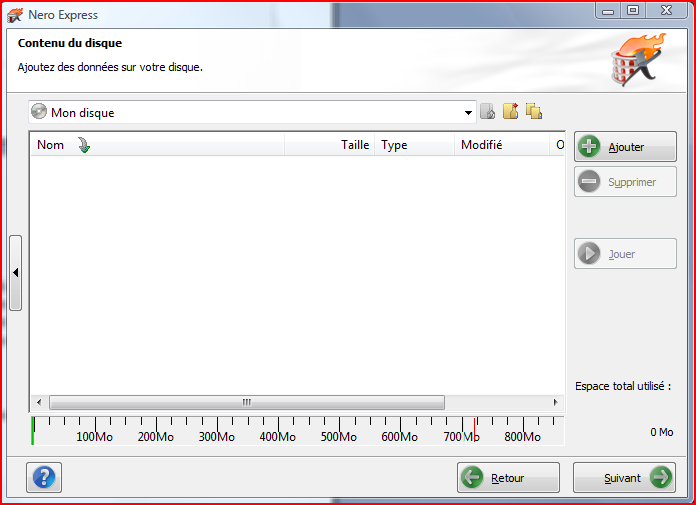 Nero Express
Contenu du disque
Ajoutez des données sur votre disque.
Mon disque
Nom Taille Type Modifié O
Ajouter
Supprimer
Jouer
Espace total utilisé :
0 Mo
100Mo 200Mo 300Mo 400Mo 500Mo 600Mo 700Mb 800Mo
? Retour Suivant